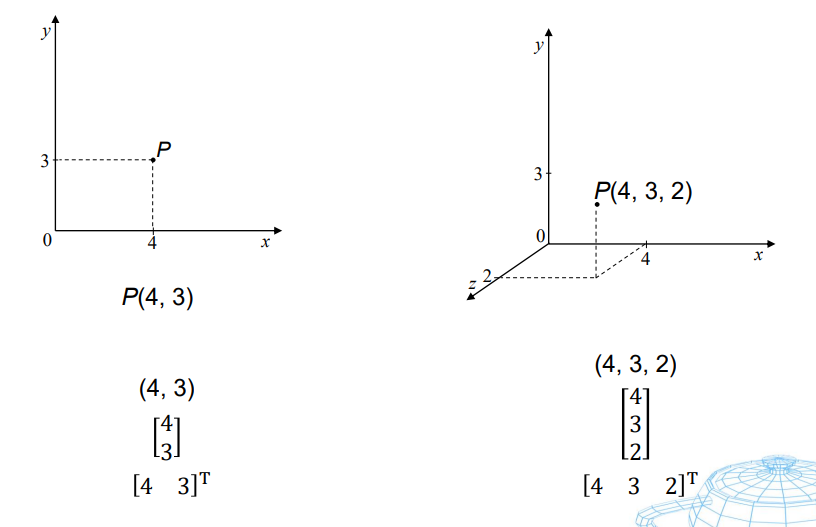 y
3
P
0
4
x
P(4, 3)
(4, 3)
[4
3]
[4 3]ᵀ
y
3
P(4, 3, 2)
0
4
x
2
z
(4, 3, 2)
[4
3
2]
[4 3 2]ᵀ